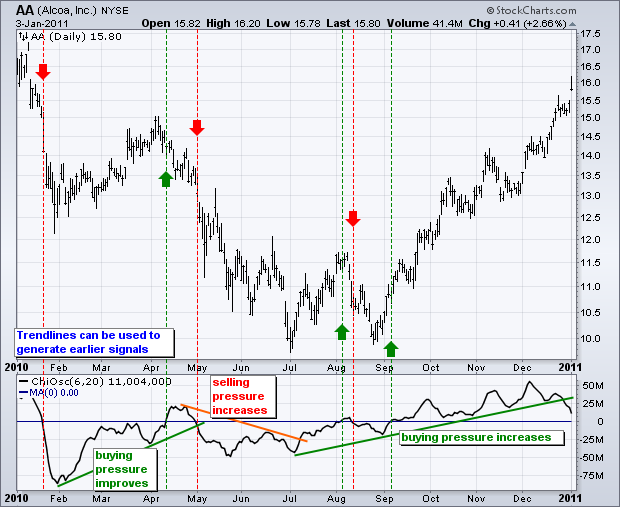 AA (Alcoa, Inc.) NYSE
© StockCharts.com
3-Jan-2011
Open 15.82 High 16.20 Low 15.78 Last 15.80 Volume 41.4M Chg +0.41 (+2.66%)
AA (Daily) 15.80
17.5
17.0
16.5
16.0
15.5
15.0
14.5
14.0
13.5
13.0
12.5
12.0
11.5
11.0
10.5
10.0
Trendlines can be used to
generate earlier signals
2010 Feb Mar Apr May Jun Jul Aug Sep Oct Nov Dec 2011
ChiOsc(6,20) 11,004,000
MA(0) 0.00
selling
pressure
increases
buying
pressure
improves
buying pressure increases
50M
25M
0
-25M
-50M
-75M
2010 Feb Mar Apr May Jun Jul Aug Sep Oct Nov Dec 2011